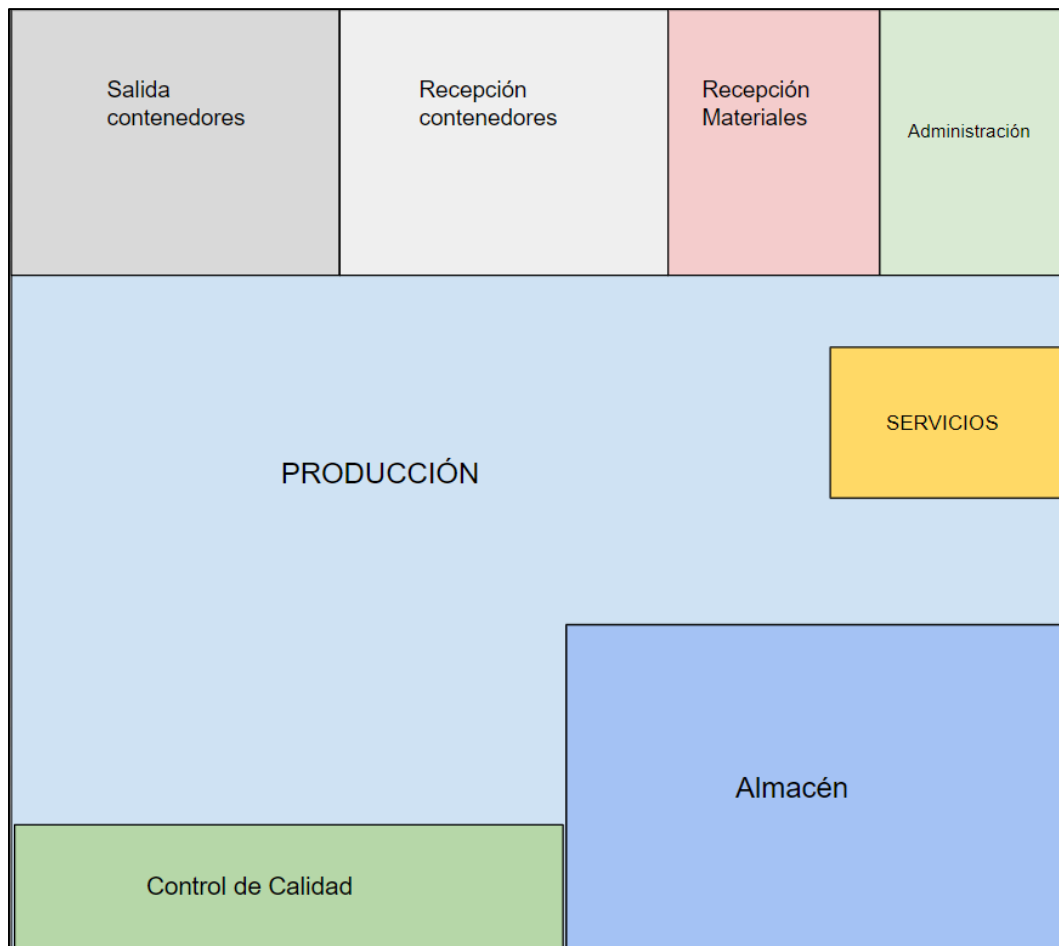 Salida
contenedores
Recepción
contenedores
Recepción
Materiales
Administración
SERVICIOS
PRODUCCIÓN
Almacén
Control de Calidad